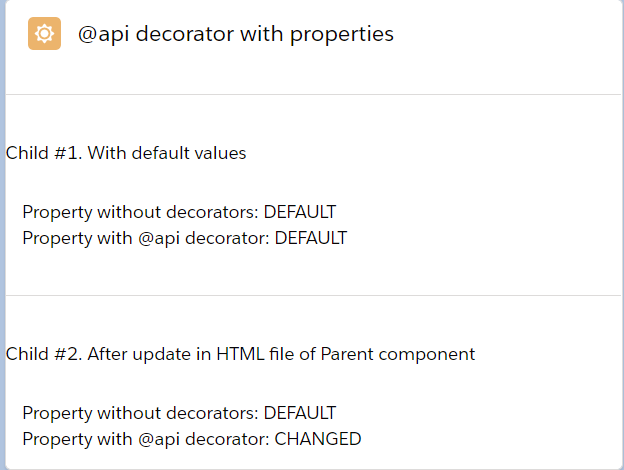 @api decorator with properties
Child #1. With default values
Property without decorators: DEFAULT
Property with @api decorator: DEFAULT
Child #2. After update in HTML file of Parent component
Property without decorators: DEFAULT
Property with @api decorator: CHANGED